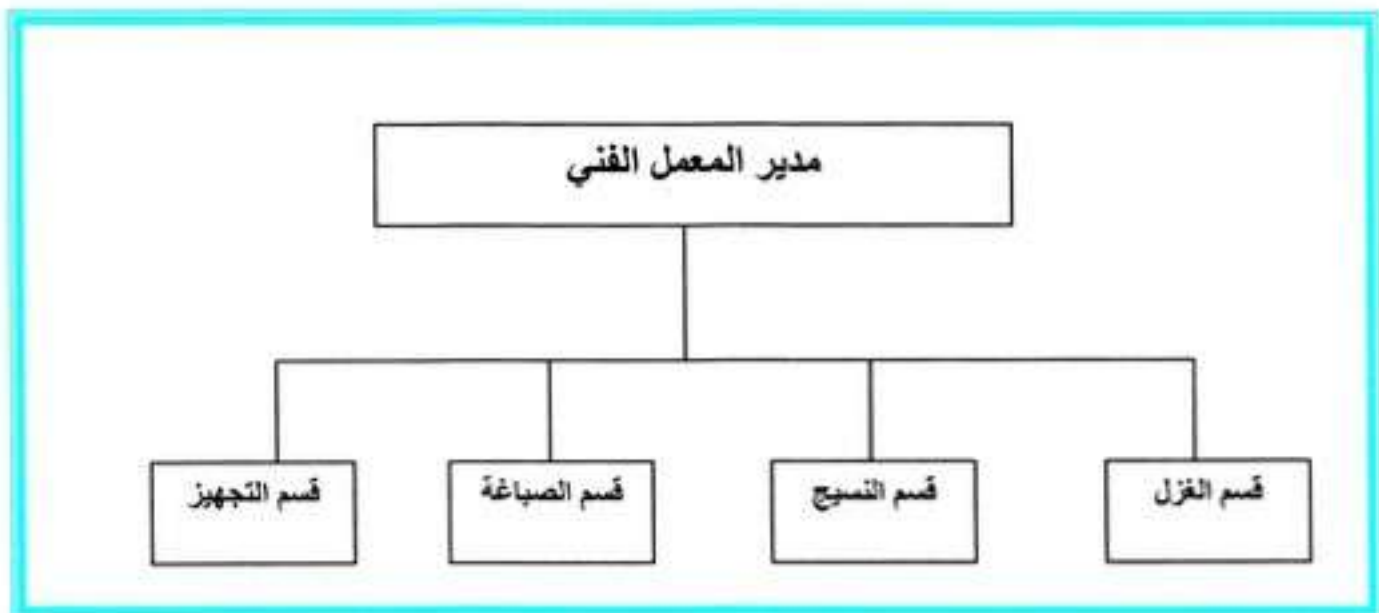 مدير المعمل الفني
قسم الغزل
قسم النسيج
قسم الصباغة
قسم التجهيز